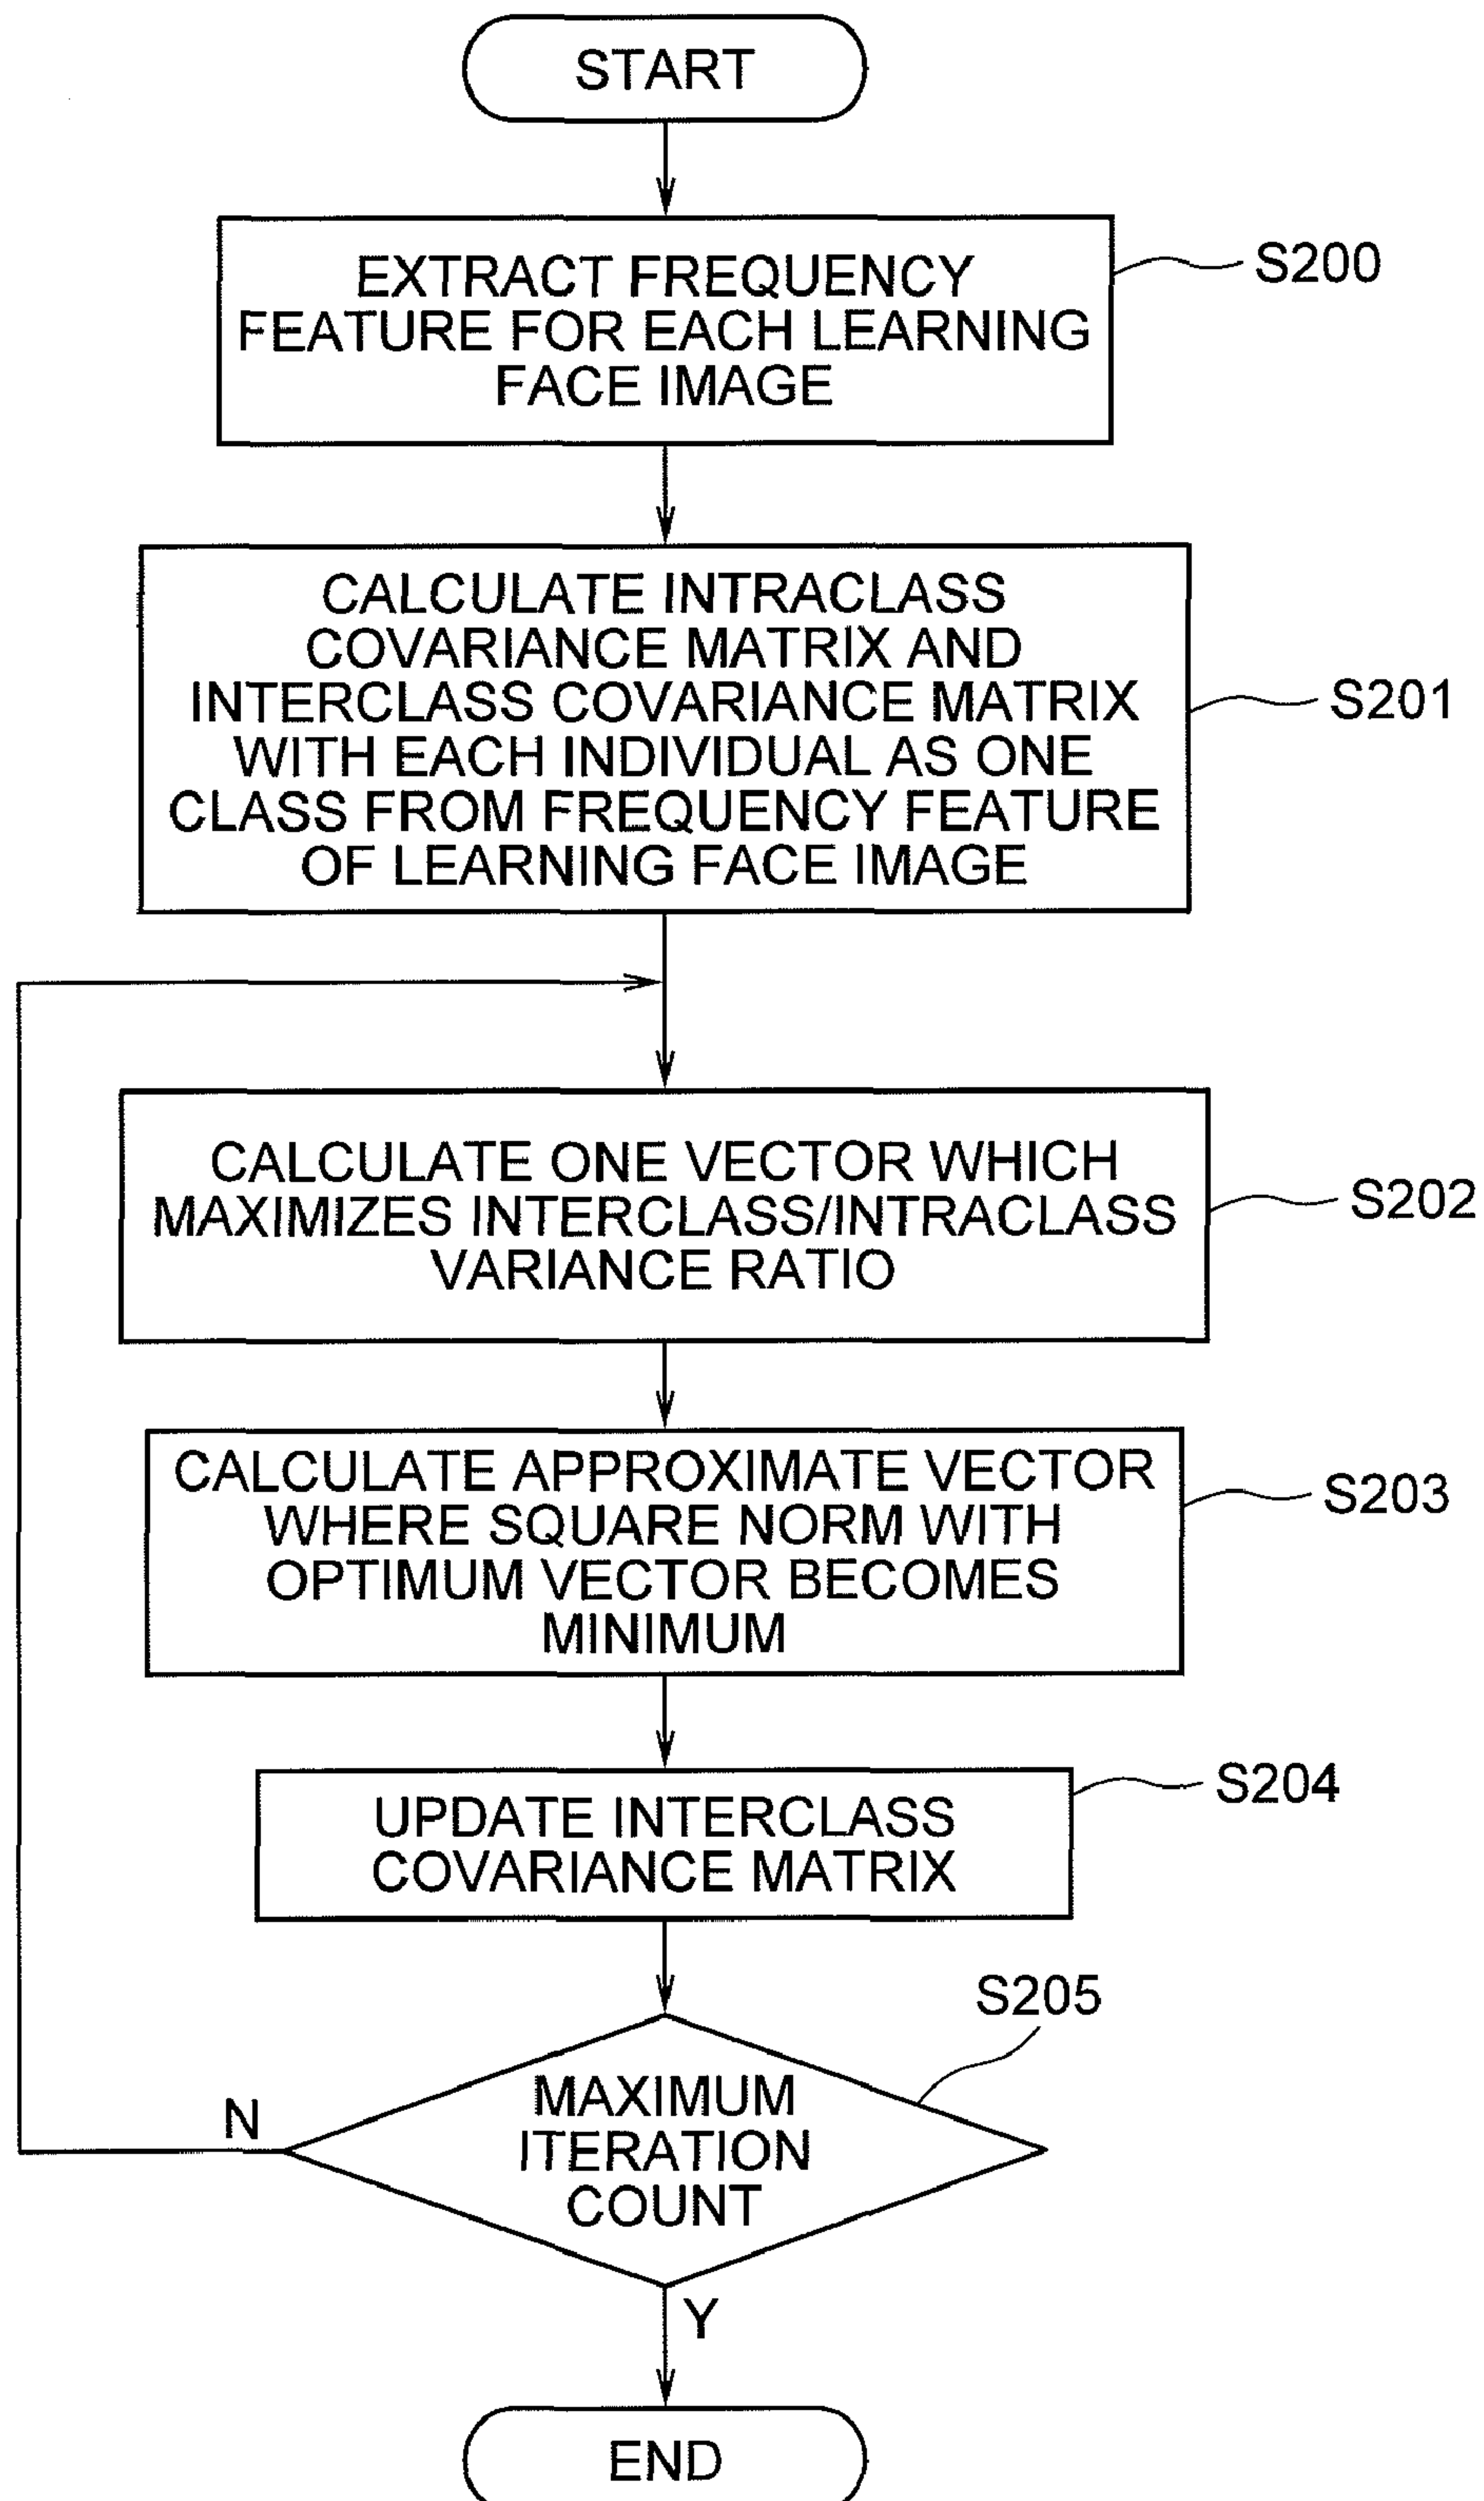 START
EXTRACT FREQUENCY
FEATURE FOR EACH LEARNING
FACE IMAGE
S200
CALCULATE INTRACLASS
COVARIANCE MATRIX AND
INTERCLASS COVARIANCE MATRIX
WITH EACH INDIVIDUAL AS ONE
CLASS FROM FREQUENCY FEATURE
OF LEARNING FACE IMAGE
S201
CALCULATE ONE VECTOR WHICH
MAXIMIZES INTERCLASS/INTRACLASS
VARIANCE RATIO
S202
CALCULATE APPROXIMATE VECTOR
WHERE SQUARE NORM WITH
OPTIMUM VECTOR BECOMES
MINIMUM
S203
UPDATE INTERCLASS
COVARIANCE MATRIX
S204
S205
MAXIMUM
ITERATION
COUNT
N
Y
END